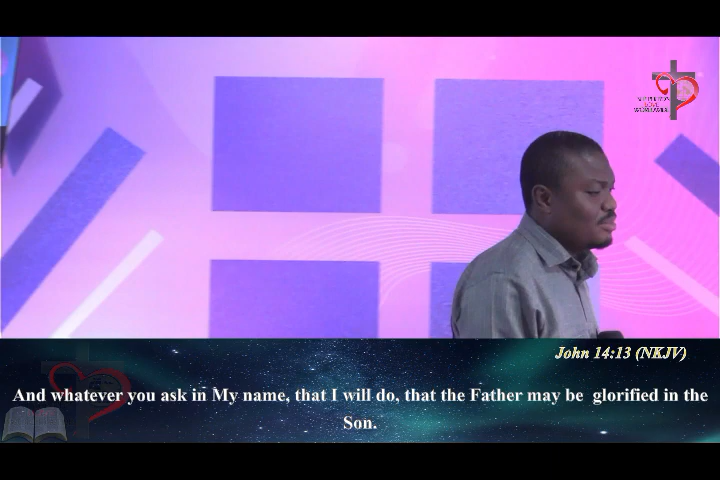 LOVE
John 14:13 (NKJV)
And whatever you ask in My name, that I will do, that the Father may be glorified in the
Son.